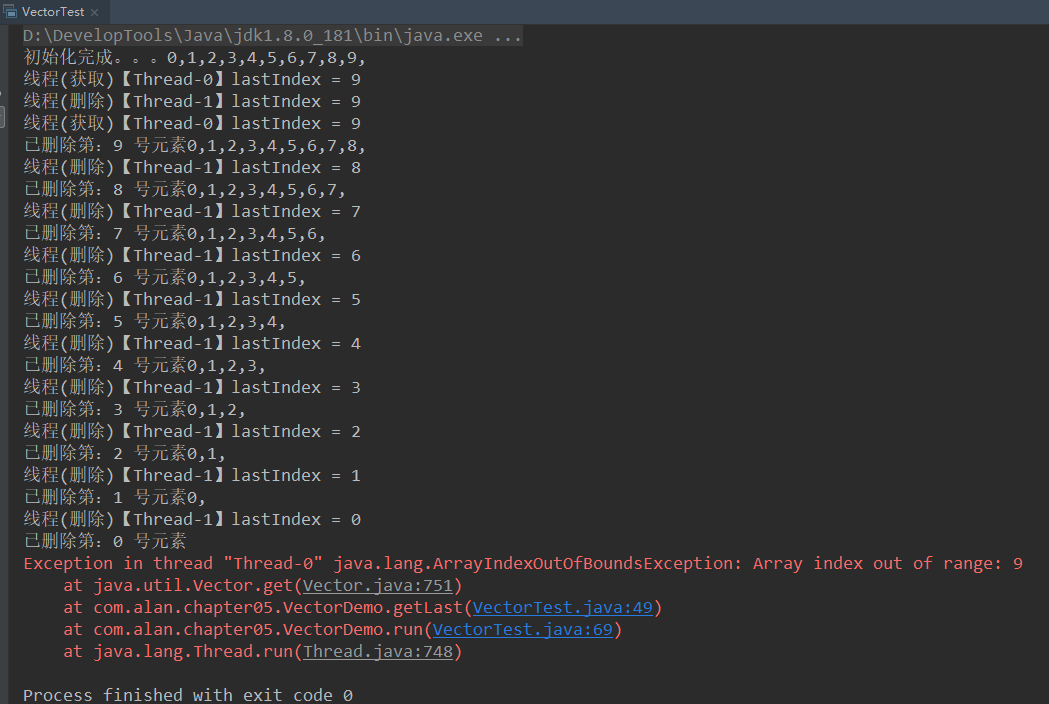 VectorTest
D:\DevelopTools\Java\jdk1.8.0_181\bin\java.exe ...
初始化完成。。。0,1,2,3,4,5,6,7,8,9,
线程(获取)【Thread-0】lastIndex = 9
线程(删除)【Thread-1】lastIndex = 9
线程(获取)【Thread-0】lastIndex = 9
已删除第：9 号元素0,1,2,3,4,5,6,7,8,
线程(删除)【Thread-1】lastIndex = 8
已删除第：8 号元素0,1,2,3,4,5,6,7,
线程(删除)【Thread-1】lastIndex = 7
已删除第：7 号元素0,1,2,3,4,5,6,
线程(删除)【Thread-1】lastIndex = 6
已删除第：6 号元素0,1,2,3,4,5,
线程(删除)【Thread-1】lastIndex = 5
已删除第：5 号元素0,1,2,3,4,
线程(删除)【Thread-1】lastIndex = 4
已删除第：4 号元素0,1,2,3,
线程(删除)【Thread-1】lastIndex = 3
已删除第：3 号元素0,1,2,
线程(删除)【Thread-1】lastIndex = 2
已删除第：2 号元素0,1,
线程(删除)【Thread-1】lastIndex = 1
已删除第：1 号元素0,
线程(删除)【Thread-1】lastIndex = 0
已删除第：0 号元素
Exception in thread "Thread-0" java.lang.ArrayIndexOutOfBoundsException: Array index out of range: 9
at java.util.Vector.get(Vector.java:751)
at com.alan.chapter05.VectorDemo.getLast(VectorTest.java:49)
at com.alan.chapter05.VectorDemo.run(VectorTest.java:69)
at java.lang.Thread.run(Thread.java:748)
Process finished with exit code 0